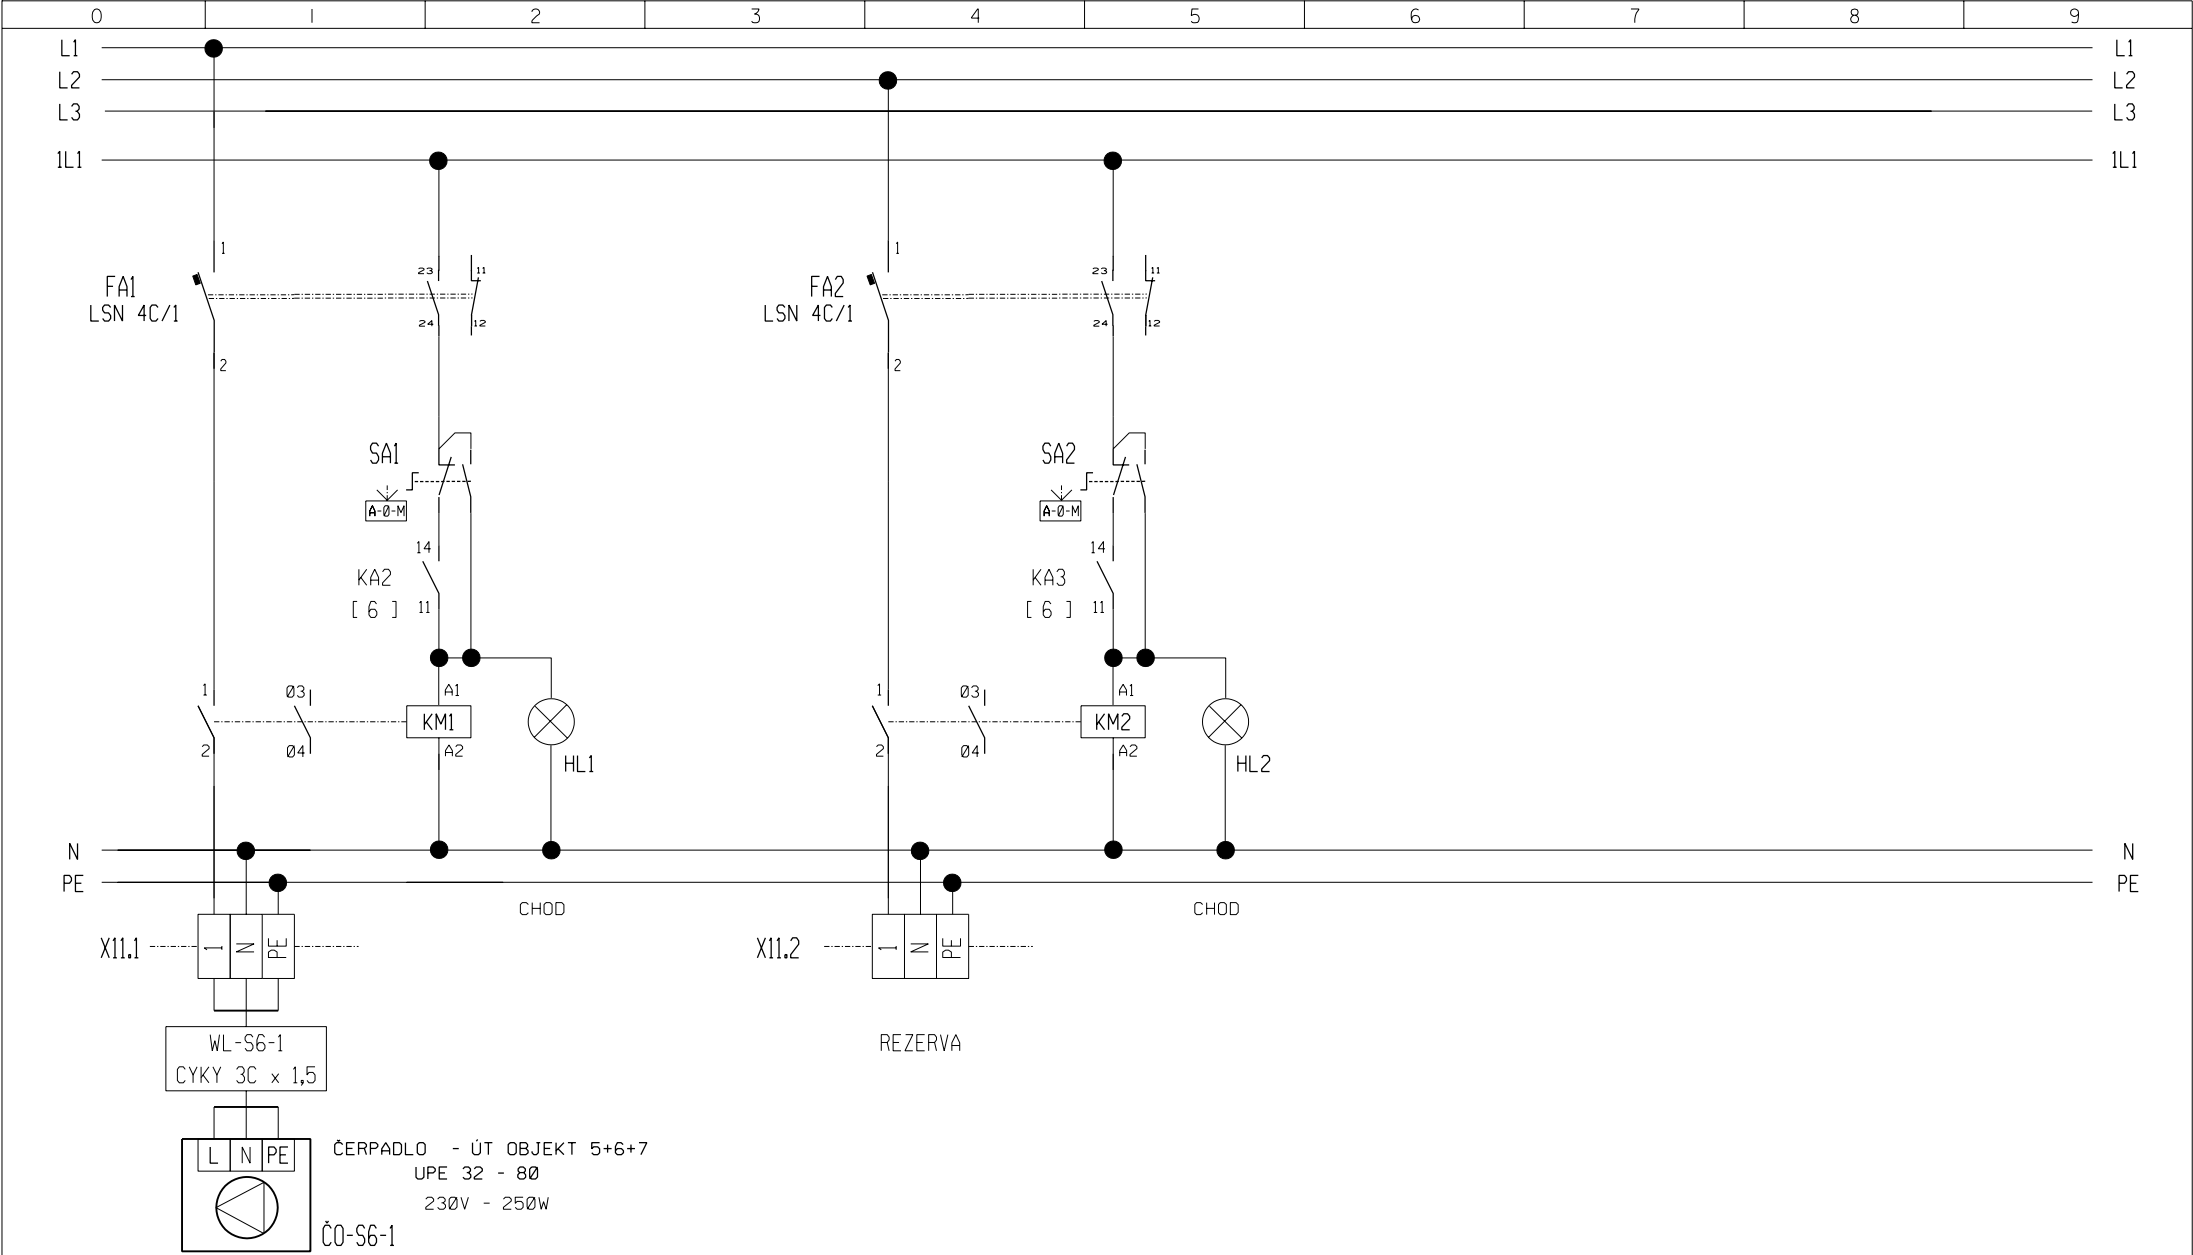 0 1 2 3 4 5 6 7 8 9
L1 L1
L2 L2
L3 L3
1L1 1L1
1 1
23 11 23 11
FA1 FA2
LSN 4C/1 LSN 4C/1
24 12 24 12
2 2
SA1 SA2
A-0-M A-0-M
14 14
KA2 KA3
[ 6 ] 11 [ 6 ] 11
1 03 A1 1 03 A1
KM1 KM2
2 04 A2 2 04 A2
HL1 HL2
N N
PE PE
CHOD CHOD
X11.1 1 N PE X11.2 1 N PE
WL-S6-1 REZERVA
CYKY 3C x 1,5
L N PE ČERPADLO - ÚT OBJEKT 5+6+7
UPE 32 - 80
230V - 250W
ČO-S6-1